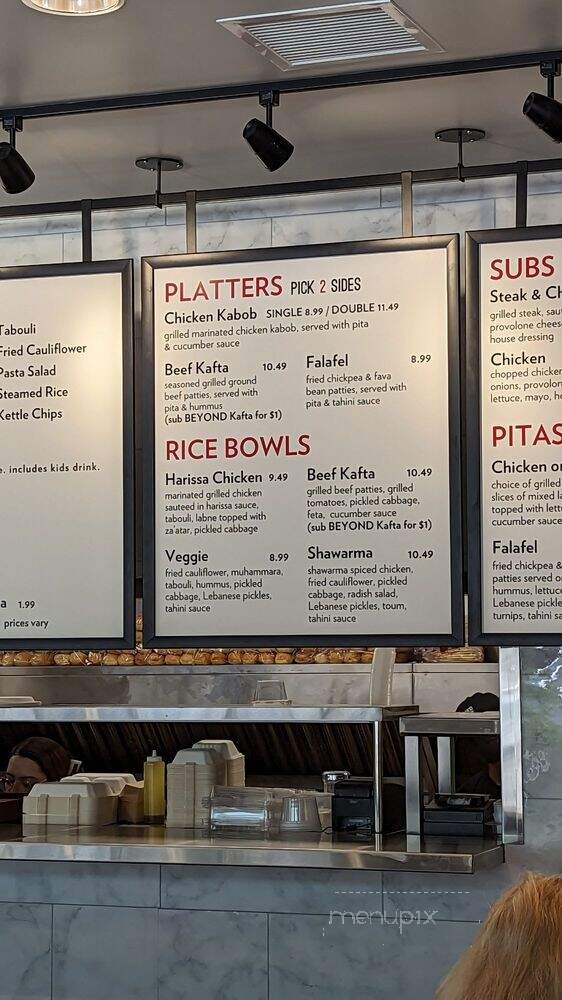 Tabouli
Fried Cauliflower
Pasta Salad
Steamed Rice
Kettle Chips
e. includes kids drink.
a 1.99
prices vary
PLATTERS PICK 2 SIDES
Chicken Kabob SINGLE 8.99 / DOUBLE 11.49
grilled marinated chicken kabob, served with pita
& cucumber sauce
Beef Kafta 10.49
seasoned grilled ground
beef patties, served with
pita & hummus
(sub BEYOND Kafta for $1)
Falafel 8.99
fried chickpea & fava
bean patties, served with
pita & tahini sauce
RICE BOWLS
Harissa Chicken 9.49
marinated grilled chicken
sauteed in harissa sauce,
tabouli, labne topped with
za'atar, pickled cabbage
Beef Kafta 10.49
grilled beef patties, grilled
tomatoes, pickled cabbage,
feta, cucumber sauce
(sub BEYOND Kafta for $1)
Veggie 8.99
fried cauliflower, muhammara,
tabouli, hummus, pickled
cabbage, Lebanese pickles,
tahini sauce
Shawarma 10.49
shawarma spiced chicken,
fried cauliflower, pickled
cabbage, radish salad,
Lebanese pickles, toum,
tahini sauce
SUBS
Steak & Ch
grilled steak, sau
provolone chees
house dressing
Chicken
chopped chicken
onions, provolon
lettuce, mayo, he
PITAS
Chicken or
choice of grilled
slices of mixed la
topped with lettu
cucumber sauce
Falafel
fried chickpea &
patties served o
hummus, lettuce
Lebanese pickle
turnips, tahini sa
menupix